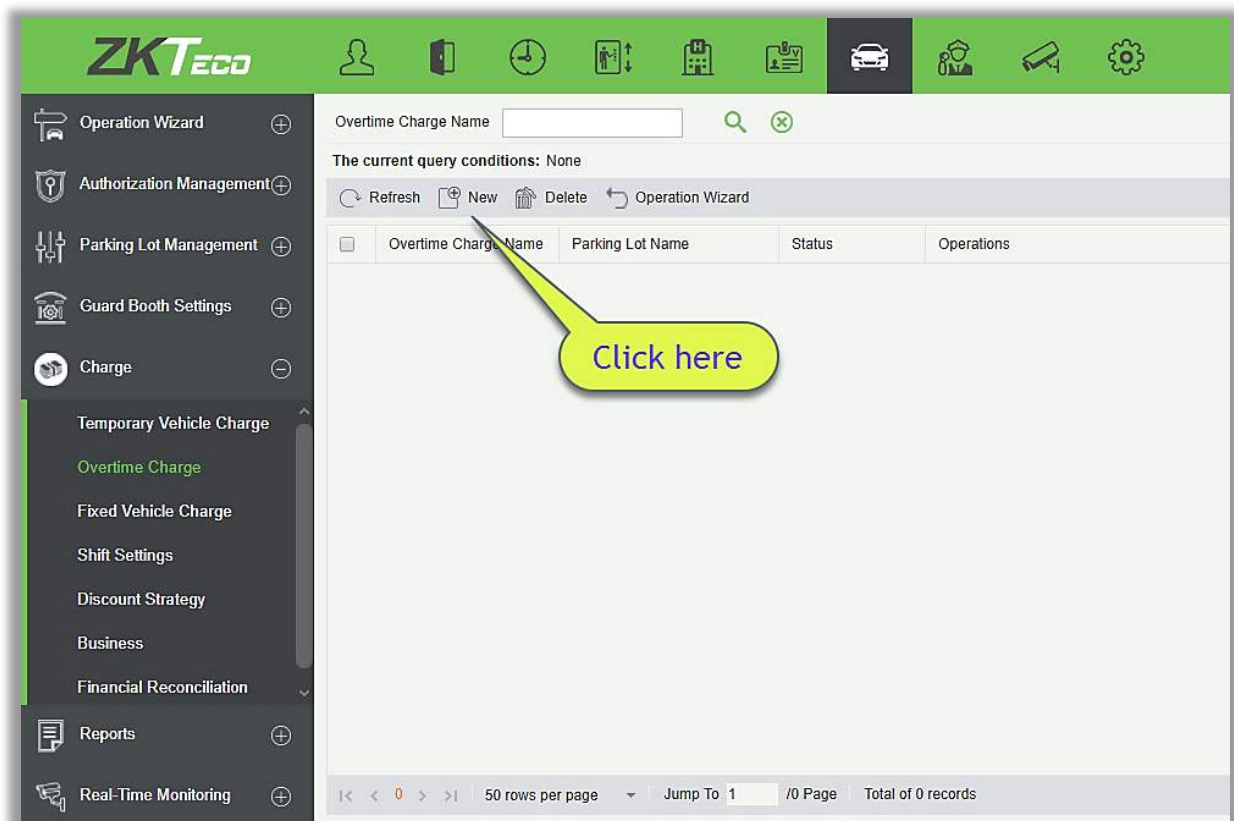 ZKTECO
Operation Wizard
Authorization Management
Parking Lot Management
Guard Booth Settings
Charge
Temporary Vehicle Charge
Overtime Charge
Fixed Vehicle Charge
Shift Settings
Discount Strategy
Business
Financial Reconciliation
Reports
Real-Time Monitoring
Overtime Charge Name
The current query conditions: None
Refresh New Delete Operation Wizard
Overtime Charge Name Parking Lot Name Status Operations
Click here
|< < 0 > >| 50 rows per page Jump To 1 /0 Page Total of 0 records